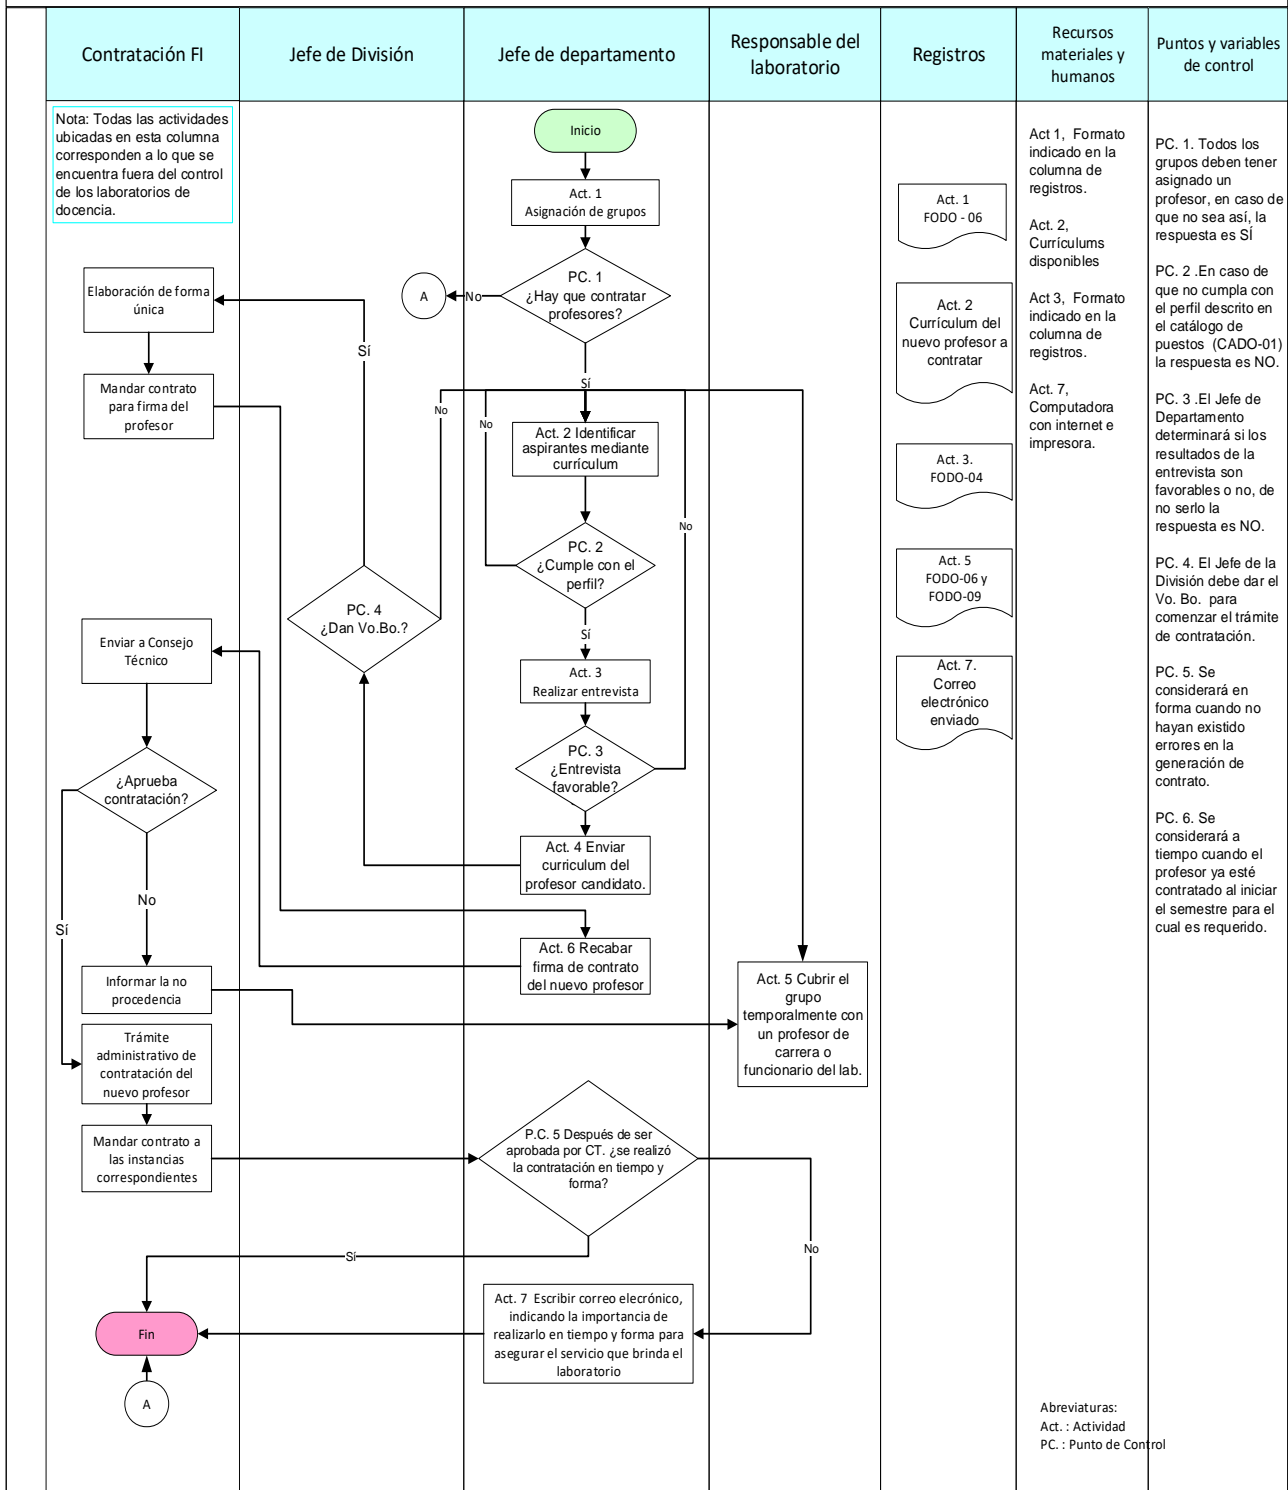 Contratación FI
Jefe de División
Jefe de departamento
Responsable del
laboratorio
Registros
Recursos
materiales y
humanos
Puntos y variables
de control
Nota: Todas las actividades
ubicadas en esta columna
corresponden a lo que se
encuentra fuera del control
de los laboratorios de
docencia.
Elaboración de forma
única
Mandar contrato
para firma del
profesor
Enviar a Consejo
Técnico
¿Aprueba
contratación?
No
Sí
Informar la no
procedencia
Trámite
administrativo de
contratación del
nuevo profesor
Mandar contrato a
las instancias
correspondientes
Fin
A
Sí
PC. 4
¿Dan Vo.Bo.?
No
Inicio
Act. 1
Asignación de grupos
PC. 1
¿Hay que contratar
profesores?
No
A
Sí
Act. 2 Identificar
aspirantes mediante
currículum
No
PC. 2
¿Cumple con el
perfil?
Sí
Act. 3
Realizar entrevista
No
PC. 3
¿Entrevista
favorable?
Act. 4 Enviar
curriculum del
profesor candidato.
Act. 6 Recabar
firma de contrato
del nuevo profesor
P.C. 5 Después de ser
aprobada por CT. ¿se realizó
la contratación en tiempo y
forma?
Sí
No
Act. 7 Escribir correo elecrónico,
indicando la importancia de
realizarlo en tiempo y forma para
asegurar el servicio que brinda el
laboratorio
Act. 5 Cubrir el
grupo
temporalmente con
un profesor de
carrera o
funcionario del lab.
Act. 1
FODO - 06
Act. 2
Currículum del
nuevo profesor a
contratar
Act. 3.
FODO-04
Act. 5
FODO-06 y
FODO-09
Act. 7.
Correo
electrónico
enviado
Act 1, Formato
indicado en la
columna de
registros.
Act. 2,
Currículums
disponibles
Act 3, Formato
indicado en la
columna de
registros.
Act. 7,
Computadora
con internet e
impresora.
PC. 1. Todos los
grupos deben tener
asignado un
profesor, en caso de
que no sea así, la
respuesta es SÍ
PC. 2 .En caso de
que no cumpla con
el perfil descrito en
el catálogo de
puestos (CADO-01)
la respuesta es NO.
PC. 3 .El Jefe de
Departamento
determinará si los
resultados de la
entrevista son
favorables o no, de
no serlo la
respuesta es NO.
PC. 4. El Jefe de la
División debe dar el
Vo. Bo. para
comenzar el trámite
de contratación.
PC. 5. Se
considerará en
forma cuando no
hayan existido
errores en la
generación de
contrato.
PC. 6. Se
considerará a
tiempo cuando el
profesor ya esté
contratado al iniciar
el semestre para el
cual es requerido.
Abreviaturas:
Act. : Actividad
PC. : Punto de Control